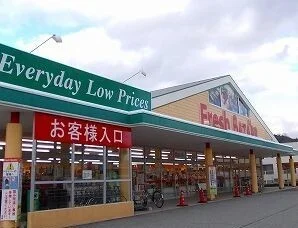 Everyday Low Prices
Fresh
お客様入口